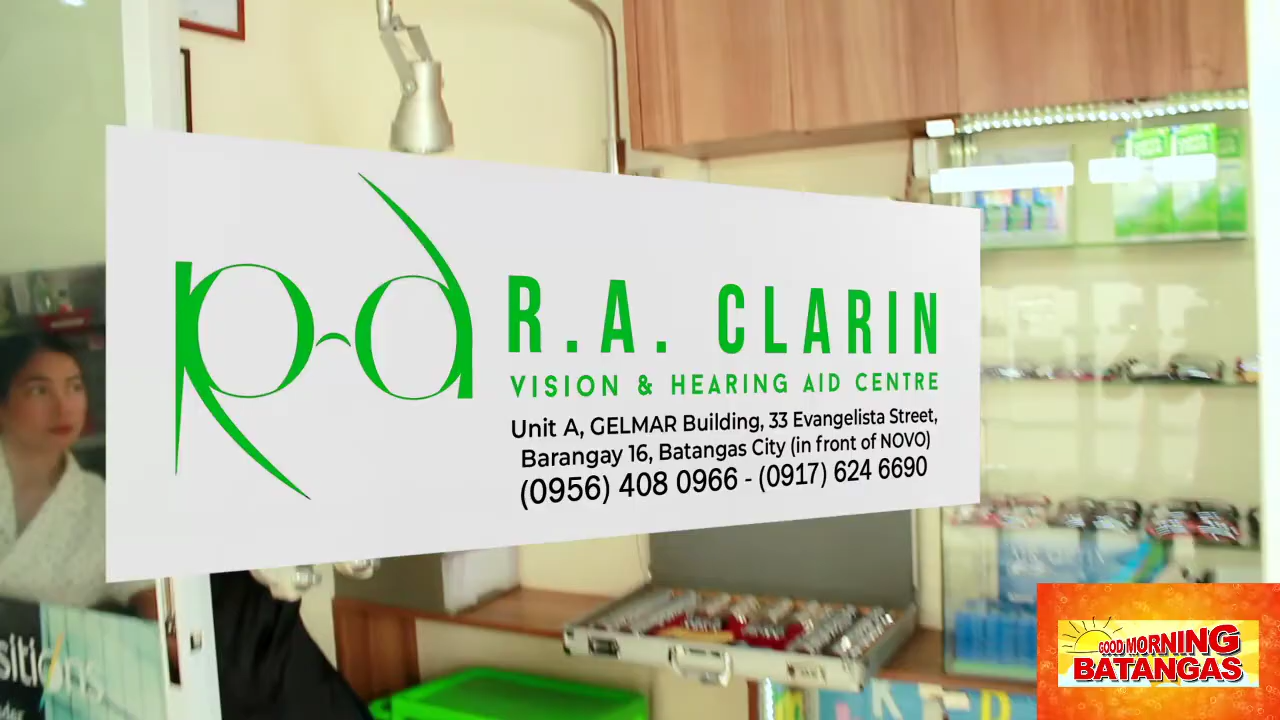 R.A. CLARIN
VISION & HEARING AID CENTRE
Unit A, GELMAR Building, 33 Evangelista Street,
Barangay 16, Batangas City (in front of NOVO)
(0956) 408 0966 - (0917) 624 6690
GOOD MORNING
BATANGAS